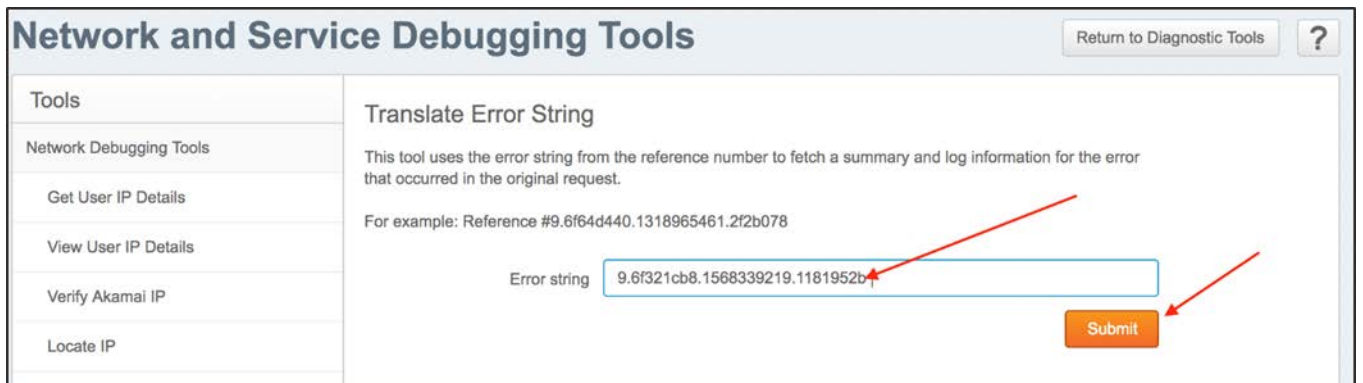 Network and Service Debugging Tools
Return to Diagnostic Tools
?
Tools
Network Debugging Tools
Get User IP Details
View User IP Details
Verify Akamai IP
Locate IP
Translate Error String
This tool uses the error string from the reference number to fetch a summary and log information for the error
that occurred in the original request.
For example: Reference #9.6f64d440.1318965461.2f2b078
Error string
9.6f321cb8.1568339219.1181952b
Submit